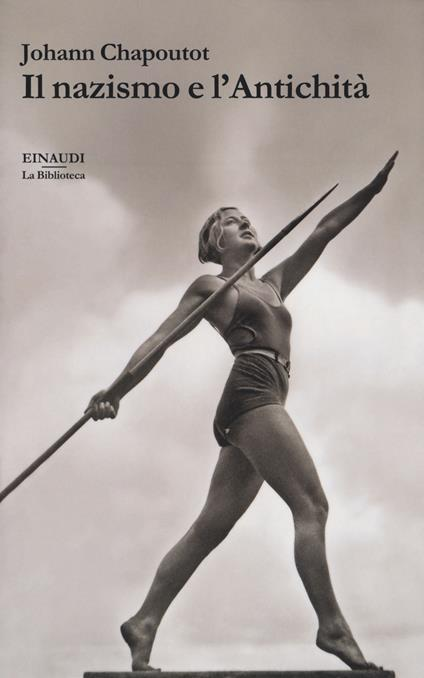 Johann Chapoutot
Il nazismo e l'Antichità
EINAUDI
La Biblioteca